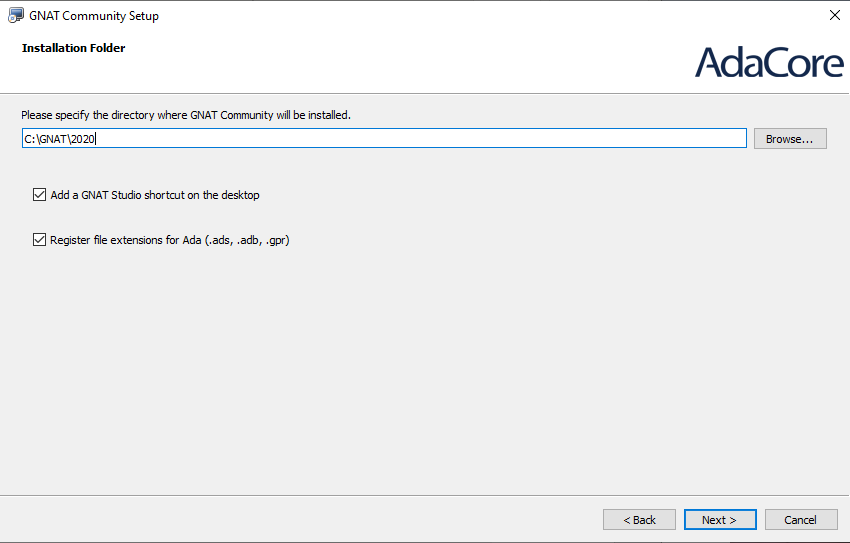 GNAT Community Setup
Installation Folder
AdaCore
Please specify the directory where GNAT Community will be installed.
C:\GNAT\2020
Browse...
Add a GNAT Studio shortcut on the desktop
Register file extensions for Ada (.ads, .adb, .gpr)
< Back
Next >
Cancel